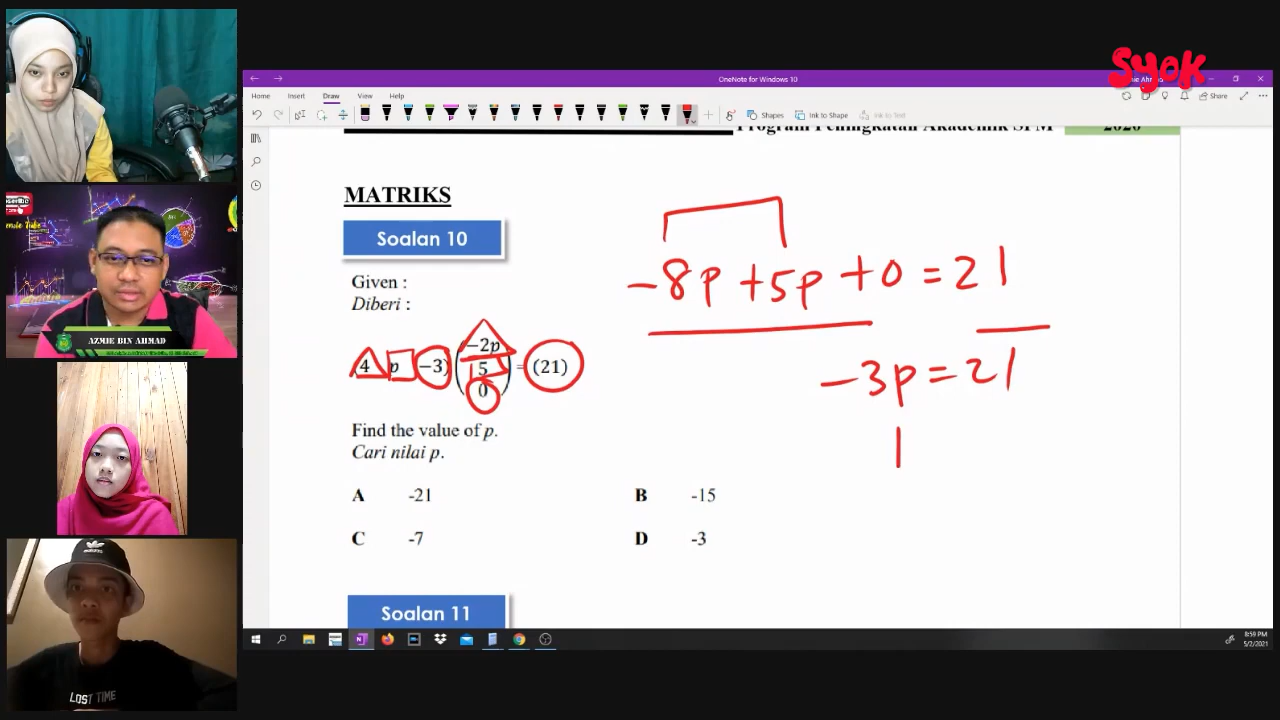 SYOK
OneNote for Windows 10
Home Insert Draw View Help
Share
Shapes Ink to Shape Ink to Text
Program Peningkatan Akademik SPM 2020
MATRIKS
Soalan 10
Given :
Diberi :
4 p -3) ( -2p 5 0 ) = (21)
Find the value of p.
Cari nilai p.
A -21 B -15
C -7 D -3
Soalan 11
-8p +5p +0 = 21
-3p = 21
AZMIE BIN AHMAD
LOST TIME
8:59 PM
5/2/2021